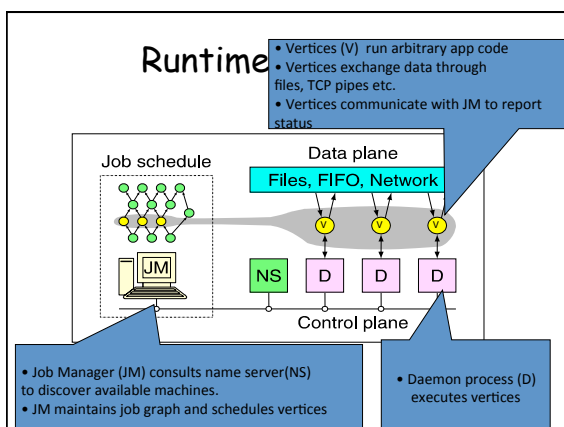 Runtime
• Vertices (V) run arbitrary app code
• Vertices exchange data through
files, TCP pipes etc.
• Vertices communicate with JM to report
status
Job schedule
Data plane
Files, FIFO, Network
V
V
V
JM
NS
D
D
D
Control plane
• Job Manager (JM) consults name server(NS)
to discover available machines.
• JM maintains job graph and schedules vertices
• Daemon process (D)
executes vertices